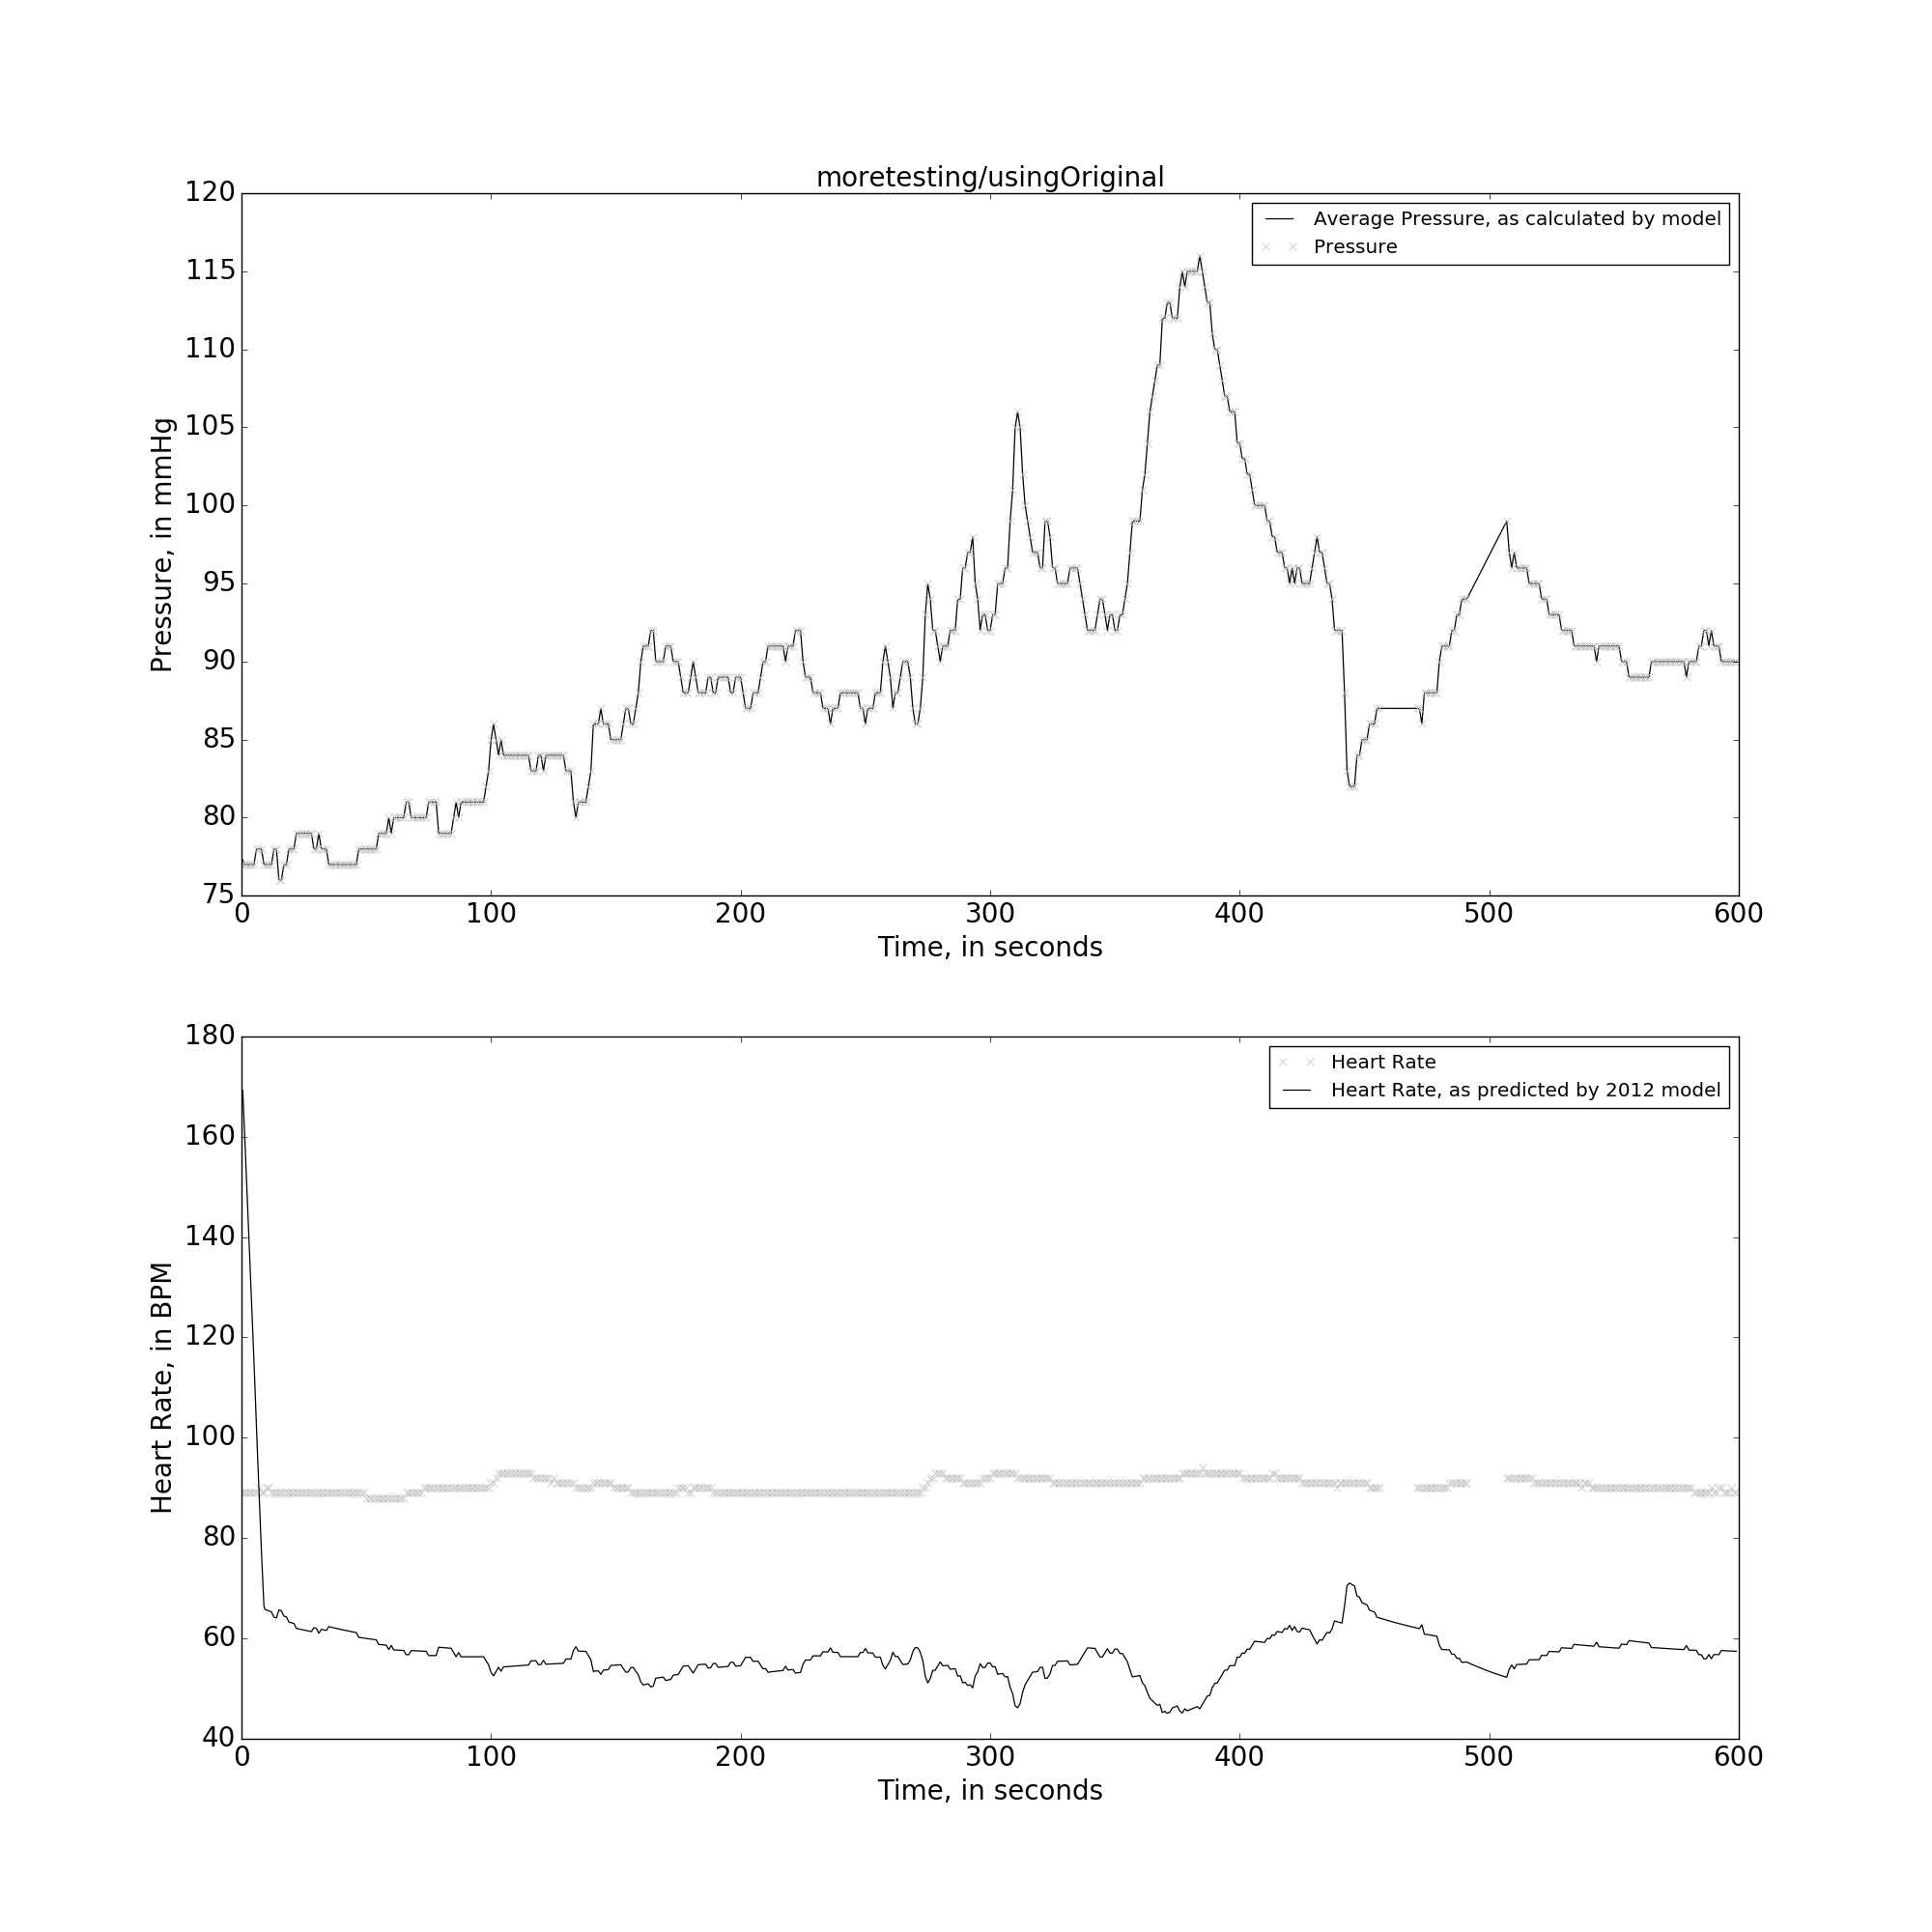 moretesting/usingOriginal
120
115
110
105
100
95
90
85
80
75
Pressure, in mmHg
Average Pressure, as calculated by model
Pressure
0 100 200 300 400 500 600
Time, in seconds
180
160
140
120
100
80
60
40
Heart Rate, in BPM
Heart Rate
Heart Rate, as predicted by 2012 model
0 100 200 300 400 500 600
Time, in seconds